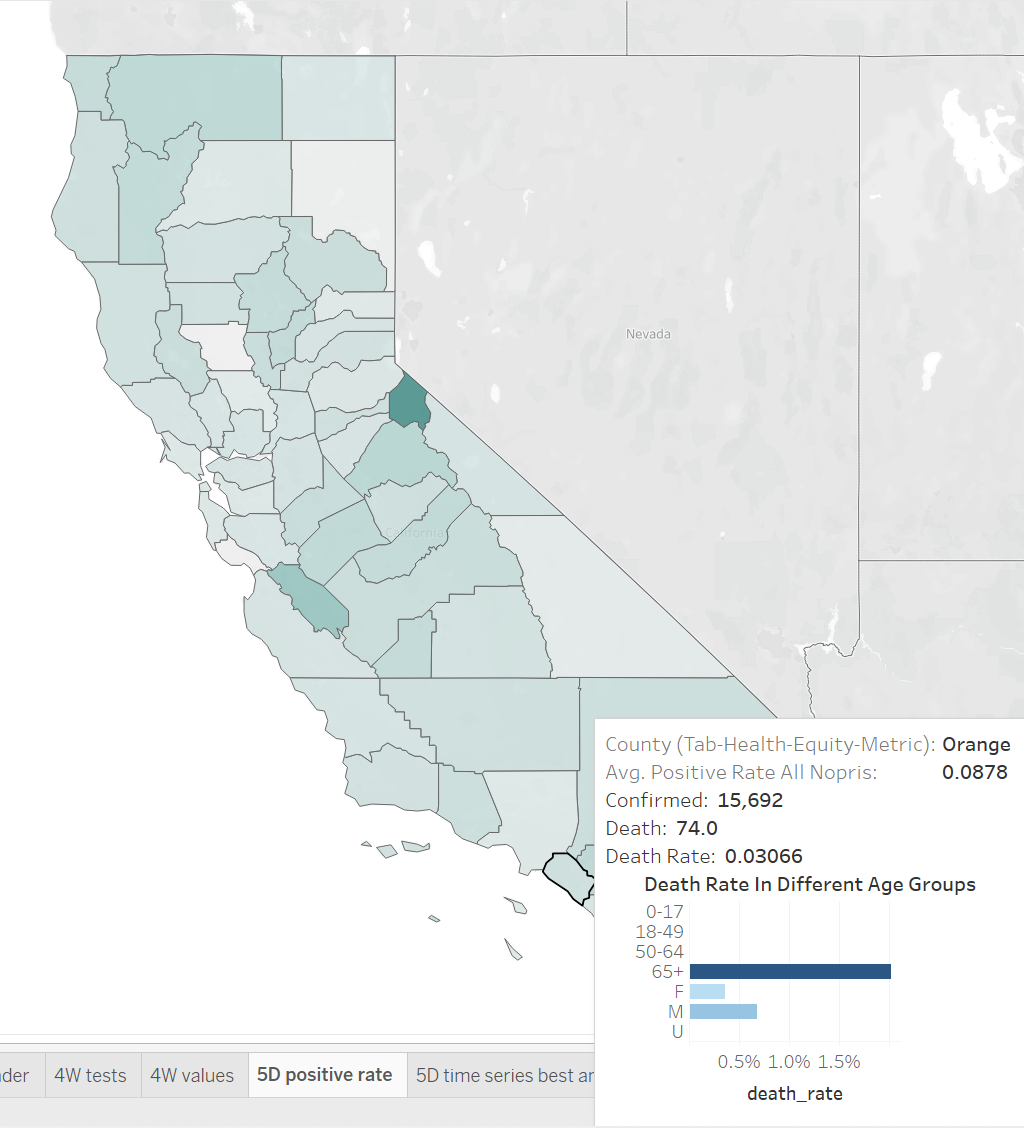 Nevada
California
County (Tab-Health-Equity-Metric): Orange
Avg. Positive Rate All Nopris: 0.0878
Confirmed: 15,692
Death: 74.0
Death Rate: 0.03066
Death Rate In Different Age Groups
0-17
18-49
50-64
65+
F
M
U
0.5% 1.0% 1.5%
death_rate
nder 4W tests 4W values 5D positive rate 5D time series best ar